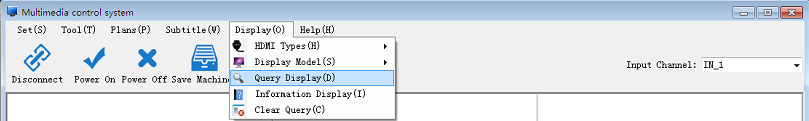 Multimedia control system
Set(S) Tool(T) Plans(P) Subtitle(W) Display(O) Help(H)
HDMI Types(H)
Display Model(S)
Query Display(D)
Information Display(I)
Clear Query(C)
Disconnect Power On Power Off Save Machin
Input Channel: IN_1